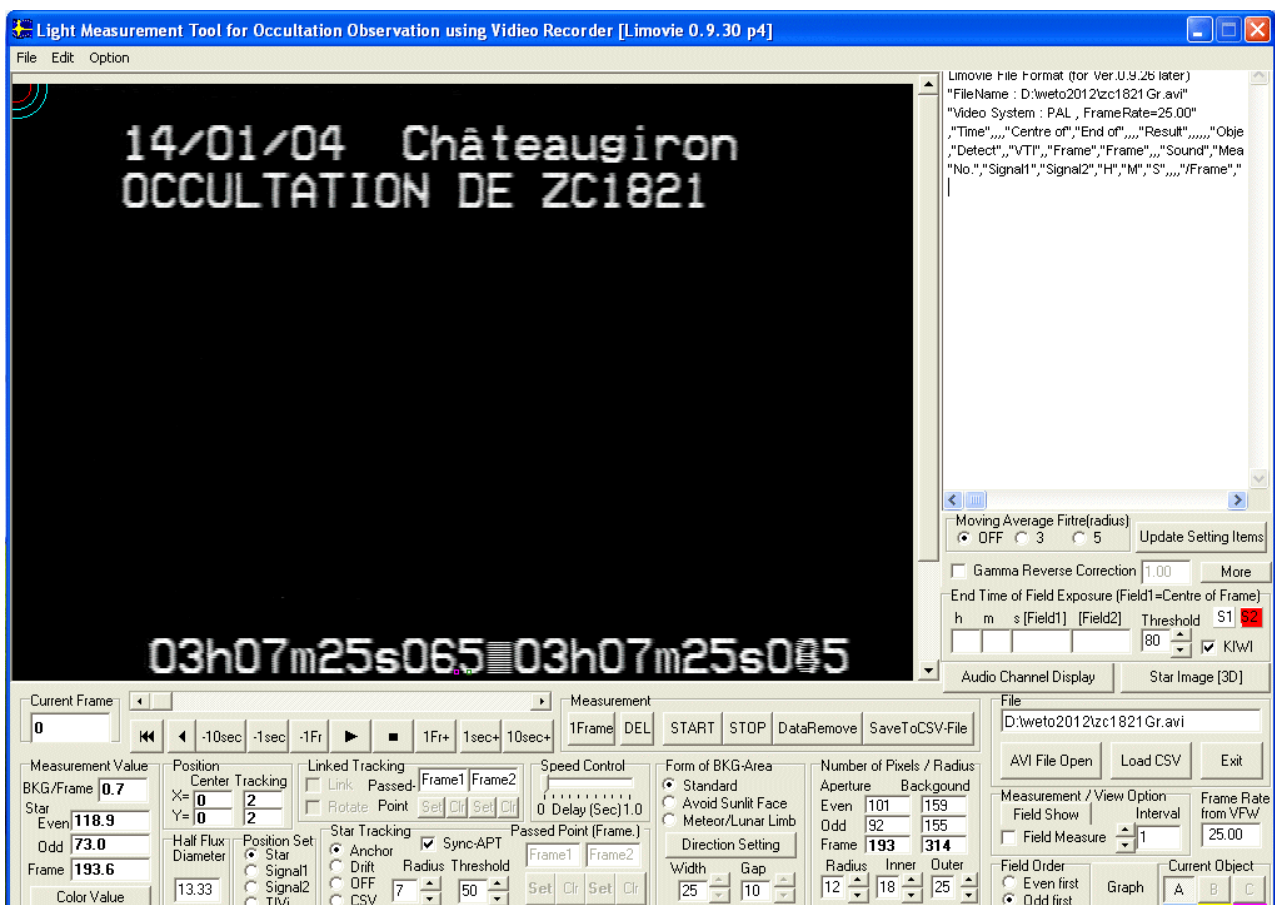 Light Measurement Tool for Occultation Observation using Vidieo Recorder [Limovie 0.9.30 p4]
File Edit Option
14/01/04 Châteaugiron
OCCULTATION DE ZC1821
03h07m25s065 03h07m25s085
Limovie File Format (for Ver.0.9.26 later)
"FileName : D:\weto2012\zc1821Gr.avi"
"Video System : PAL , FrameRate=25.00"
,"Time",,,,"Centre of","End of",,,,"Result",,,,,,"Obje
,"Detect",,"VTI",,"Frame","Frame",,,"Sound","Mea
"No.","Signal1","Signal2","H","M","S",,,,"/Frame","
Moving Average Firtre(radius)
OFF 3 5 Update Setting Items
Gamma Reverse Correction 1.00 More
End Time of Field Exposure (Field1=Centre of Frame)
h m s [Field1] [Field2] Threshold S1 S2
80 KIWI
Audio Channel Display Star Image [3D]
Current Frame
0
-10sec -1sec -1Fr 1Fr+ 1sec+ 10sec+
Measurement
1Frame DEL START STOP DataRemove SaveToCSV-File
File
D:\weto2012\zc1821Gr.avi
AVI File Open Load CSV Exit
Measurement Value
BKG/Frame 0.7
Star
Even 118.9
Odd 73.0
Frame 193.6
Color Value
Position
Center Tracking
X= 0 2
Y= 0 2
Half Flux Diameter
13.33
Position Set
Star
Signal1
Signal2
TIVi
Linked Tracking
Link Passed- Frame1 Frame2
Rotate Point Set Clr Set Clr
Star Tracking
Anchor
Drift
OFF
CSV
Sync-APT
Radius Threshold
7 50
Passed Point (Frame.)
Frame1 Frame2
Set Clr Set Clr
Speed Control
0 Delay (Sec) 1.0
Form of BKG-Area
Standard
Avoid Sunlit Face
Meteor/Lunar Limb
Direction Setting
Width Gap
25 10
Number of Pixels / Radius
Aperture Backgound
Even 101 159
Odd 92 155
Frame 193 314
Radius Inner Outer
12 18 25
Measurement / View Option
Field Show Interval
Field Measure 1
Frame Rate from VFW
25.00
Field Order
Even first
Odd first
Graph
Current Object
A B C